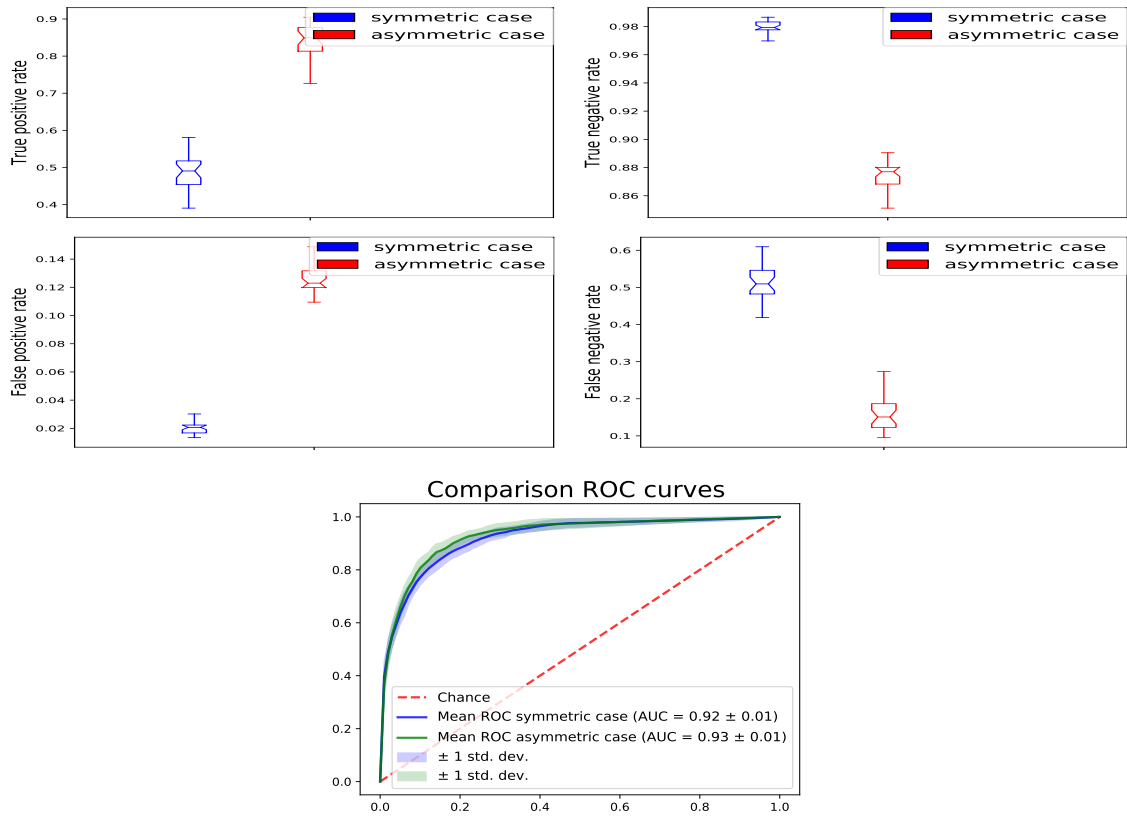 True positive rate
0.9
0.8
0.7
0.6
0.5
0.4
symmetric case
asymmetric case
True negative rate
0.98
0.96
0.94
0.92
0.90
0.88
0.86
symmetric case
asymmetric case
False positive rate
0.14
0.12
0.10
0.08
0.06
0.04
0.02
symmetric case
asymmetric case
False negative rate
0.6
0.5
0.4
0.3
0.2
0.1
symmetric case
asymmetric case
Comparison ROC curves
1.0
0.8
0.6
0.4
0.2
0.0
Chance
Mean ROC symmetric case (AUC = 0.92 ± 0.01)
Mean ROC asymmetric case (AUC = 0.93 ± 0.01)
± 1 std. dev.
± 1 std. dev.
0.0 0.2 0.4 0.6 0.8 1.0